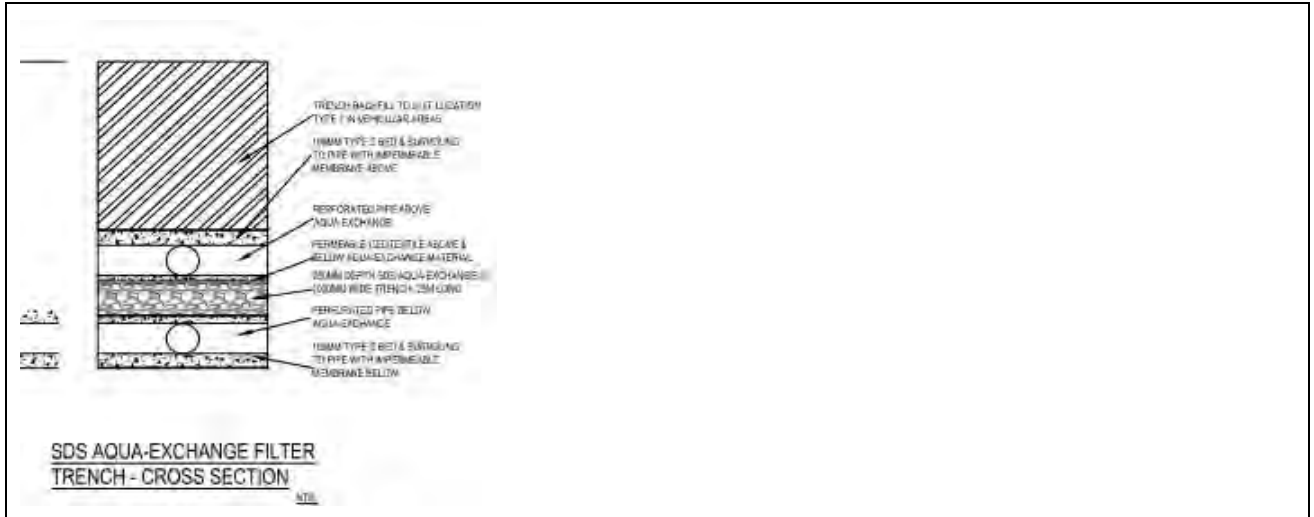 TRENCH BACKFILL TO SUIT LOCATION
TYPE 1 IN VEHICULAR AREAS
TYPE B BED & SURROUND
TO PIPE WITH IMPERMEABLE
MEMBRANE ABOVE
PERFORATED PIPE ABOVE
AQUA-EXCHANGE
PERMEABLE GEOTEXTILE ABOVE &
BELOW AQUA-EXCHANGE MATERIAL
DEPTH SDS AQUA-EXCHANGE
WIDE TRENCH, LONG
PERFORATED PIPE BELOW
AQUA-EXCHANGE
BED & SURROUND
TO PIPE WITH IMPERMEABLE
MEMBRANE BELOW
SDS AQUA-EXCHANGE FILTER
TRENCH - CROSS SECTION
NTS